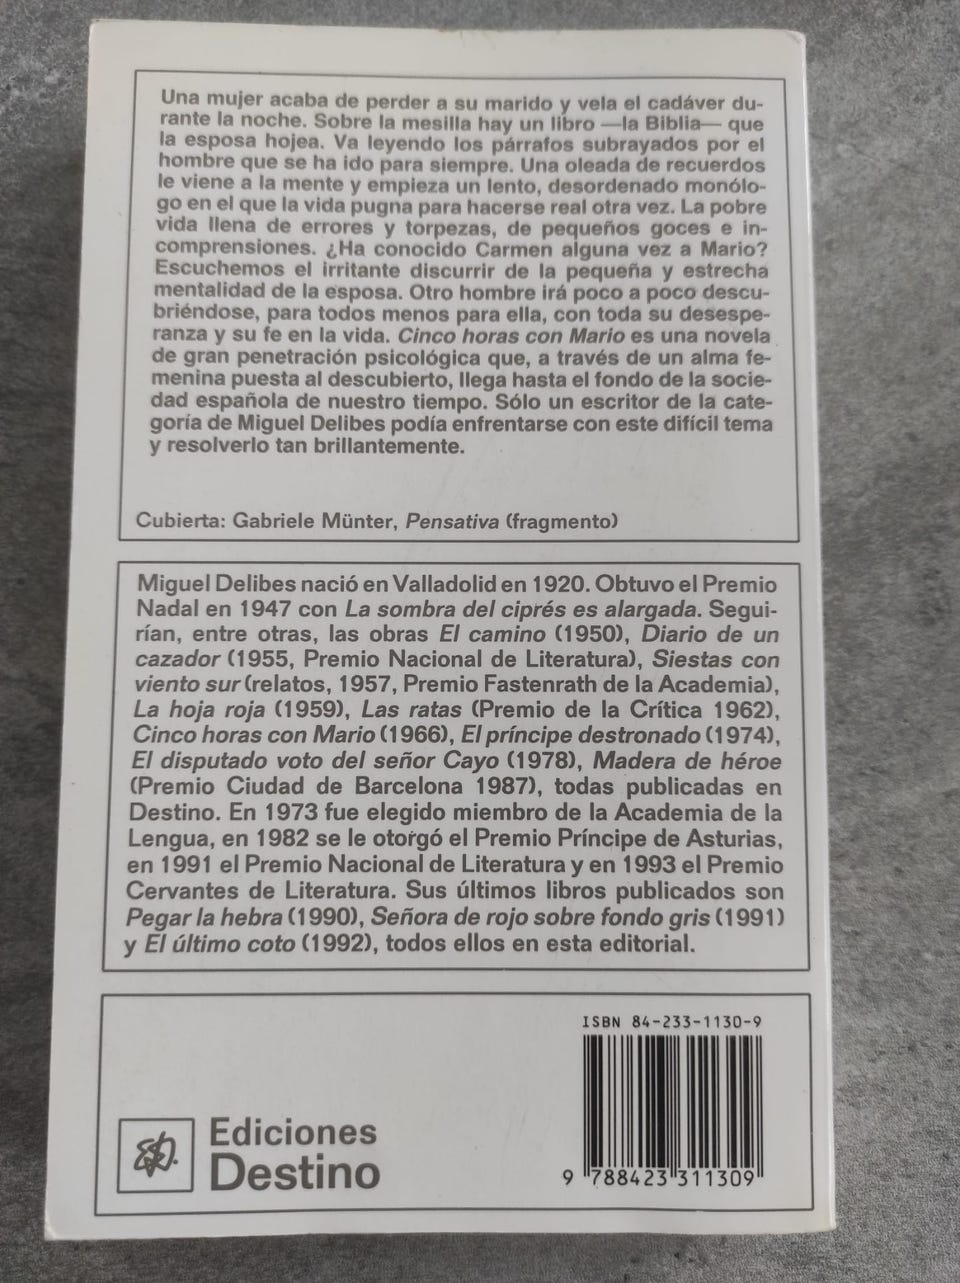 Una mujer acaba de perder a su marido y vela el cadáver du-
rante la noche. Sobre la mesilla hay un libro —la Biblia— que
la esposa hojea. Va leyendo los párrafos subrayados por el
hombre que se ha ido para siempre. Una oleada de recuerdos
le viene a la mente y empieza un lento, desordenado monólo-
go en el que la vida pugna para hacerse real otra vez. La pobre
vida llena de errores y torpezas, de pequeños goces e in-
comprensiones. ¿Ha conocido Carmen alguna vez a Mario?
Escuchemos el irritante discurrir de la pequeña y estrecha
mentalidad de la esposa. Otro hombre irá poco a poco descu-
briéndose, para todos menos para ella, con toda su desespe-
ranza y su fe en la vida. Cinco horas con Mario es una novela
de gran penetración psicológica que, a través de un alma fe-
menina puesta al descubierto, llega hasta el fondo de la socie-
dad española de nuestro tiempo. Sólo un escritor de la cate-
goría de Miguel Delibes podía enfrentarse con este difícil tema
y resolverlo tan brillantemente.
Cubierta: Gabriele Münter, Pensativa (fragmento)
Miguel Delibes nació en Valladolid en 1920. Obtuvo el Premio
Nadal en 1947 con La sombra del ciprés es alargada. Segui-
rían, entre otras, las obras El camino (1950), Diario de un
cazador (1955, Premio Nacional de Literatura), Siestas con
viento sur (relatos, 1957, Premio Fastenrath de la Academia),
La hoja roja (1959), Las ratas (Premio de la Crítica 1962),
Cinco horas con Mario (1966), El príncipe destronado (1974),
El disputado voto del señor Cayo (1978), Madera de héroe
(Premio Ciudad de Barcelona 1987), todas publicadas en
Destino. En 1973 fue elegido miembro de la Academia de la
Lengua, en 1982 se le otorgó el Premio Príncipe de Asturias,
en 1991 el Premio Nacional de Literatura y en 1993 el Premio
Cervantes de Literatura. Sus últimos libros publicados son
Pegar la hebra (1990), Señora de rojo sobre fondo gris (1991)
y El último coto (1992), todos ellos en esta editorial.
ISBN 84-233-1130-9
9 788423 311309
Ediciones
Destino